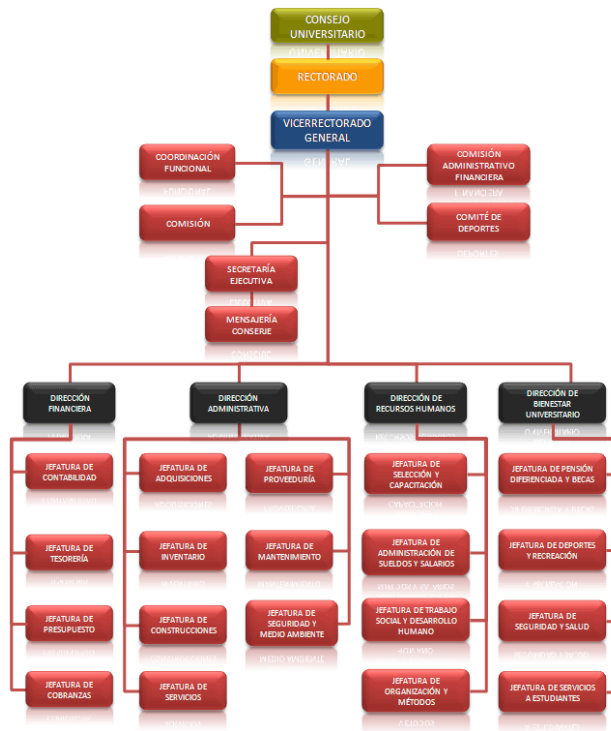 CONSEJO
UNIVERSITARIO
RECTORADO
VICERRECTORADO
GENERAL
COORDINACIÓN
FUNCIONAL
COMISIÓN
ADMINISTRATIVO
FINANCIERA
COMISIÓN
COMITÉ DE
DEPORTES
SECRETARÍA
EJECUTIVA
MENSAJERÍA
CONSERJE
DIRECCIÓN
FINANCIERA
DIRECCIÓN
ADMINISTRATIVA
DIRECCIÓN DE
RECURSOS HUMANOS
DIRECCIÓN DE
BIENESTAR
UNIVERSITARIO
JEFATURA DE
CONTABILIDAD
JEFATURA DE
ADQUISICIONES
JEFATURA DE
PROVEEDURÍA
JEFATURA DE
SELECCIÓN Y
CAPACITACIÓN
JEFATURA DE PENSIÓN
DIFERENCIADA Y BECAS
JEFATURA DE
TESORERÍA
JEFATURA DE
INVENTARIO
JEFATURA DE
MANTENIMIENTO
JEFATURA DE
ADMINISTRACIÓN DE
SUELDOS Y SALARIOS
JEFATURA DE DEPORTES
Y RECREACIÓN
JEFATURA DE
PRESUPUESTO
JEFATURA DE
CONSTRUCCIONES
JEFATURA DE
SEGURIDAD Y
MEDIO AMBIENTE
JEFATURA DE TRABAJO
SOCIAL Y DESARROLLO
HUMANO
JEFATURA DE
SEGURIDAD Y SALUD
JEFATURA DE
COBRANZAS
JEFATURA DE
SERVICIOS
JEFATURA DE
ORGANIZACIÓN Y
MÉTODOS
JEFATURA DE SERVICIOS
A ESTUDIANTES